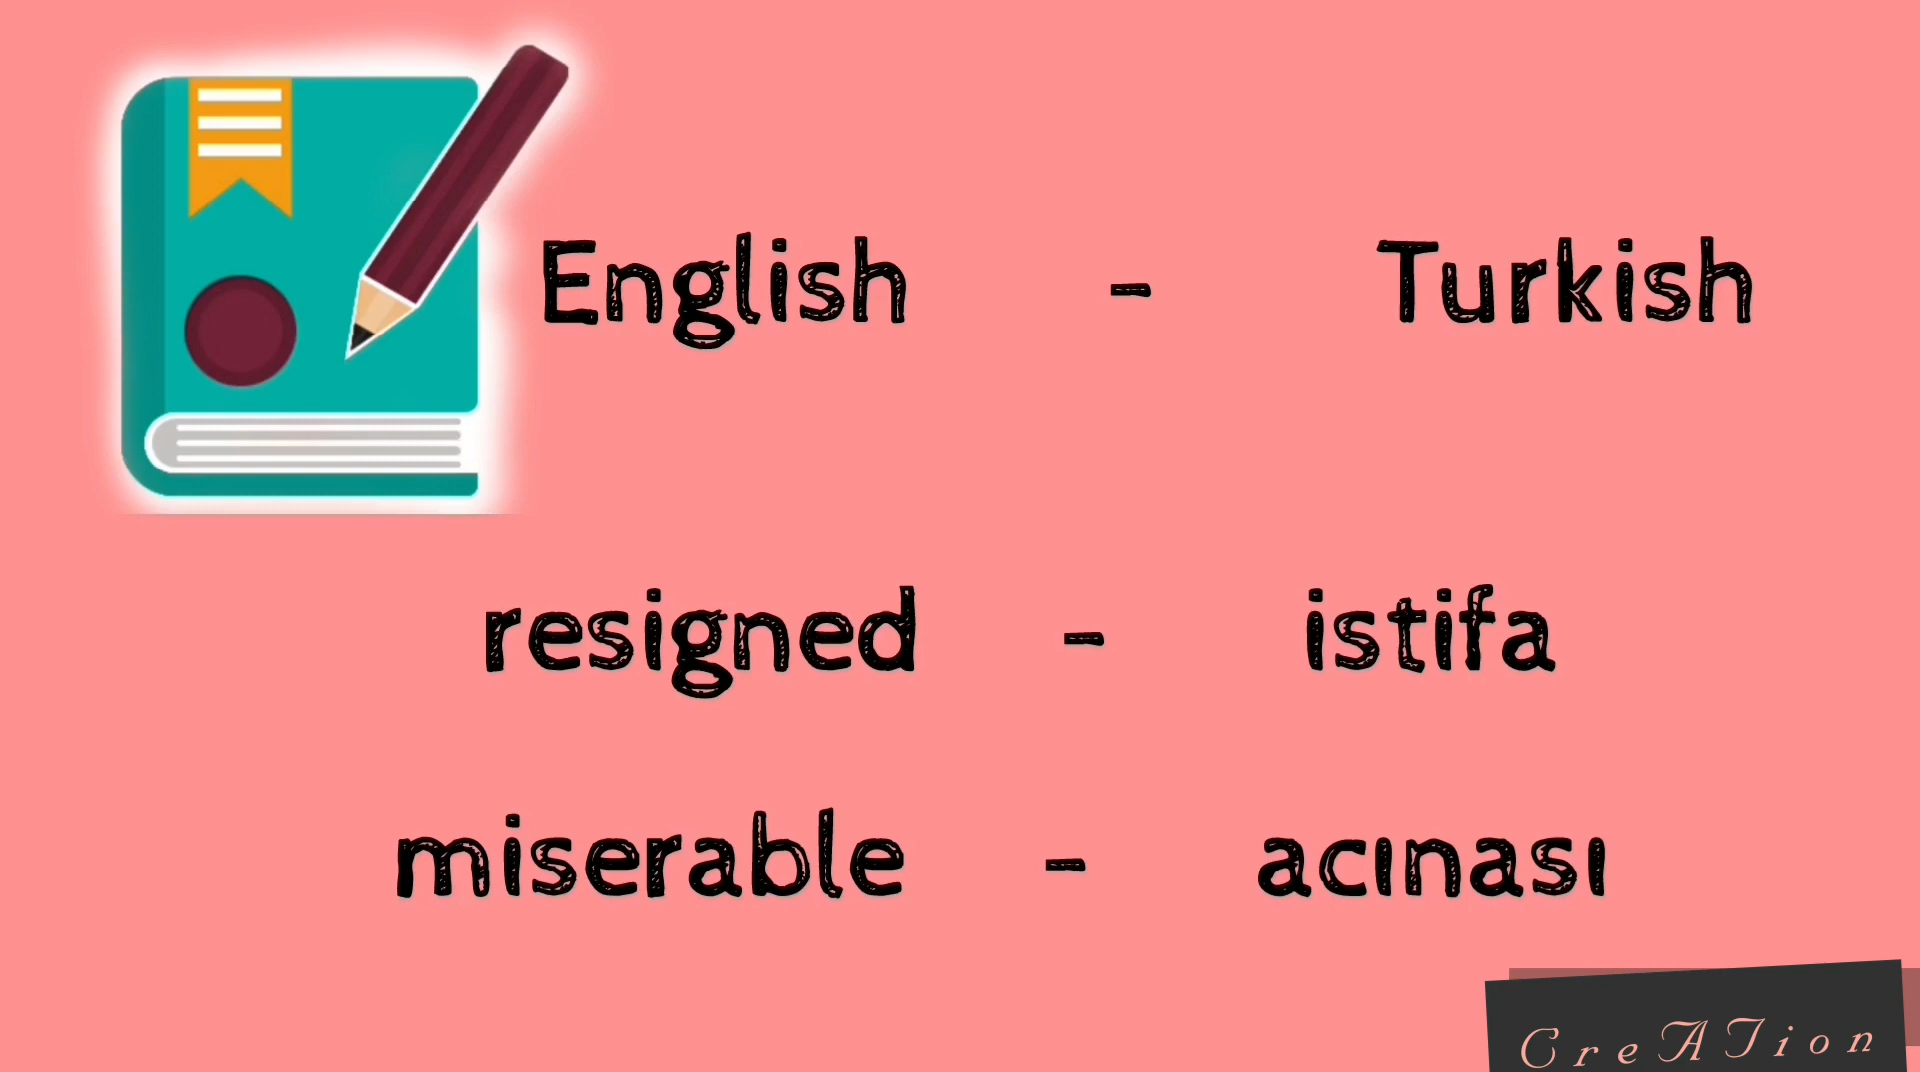 English - Turkish
resigned - istifa
miserable - acınası
CreATion